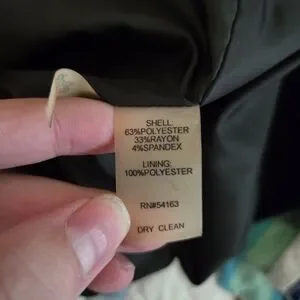 SHELL:
63%POLYESTER
33%RAYON
4%SPANDEX
LINING:
100%POLYESTER
RN#54163
DRY CLEAN